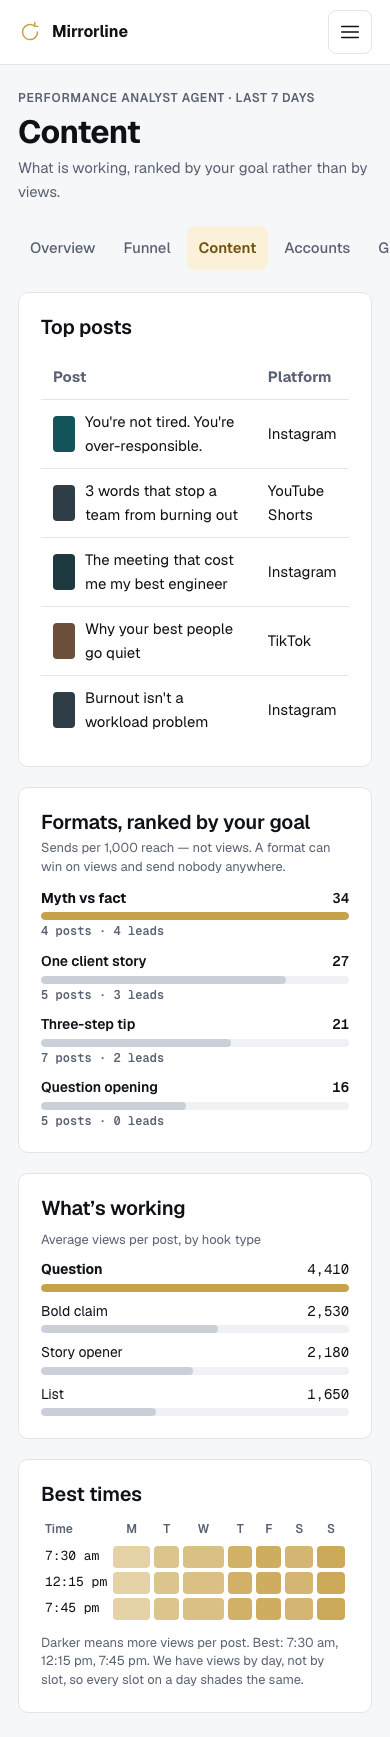 Mirrorline
PERFORMANCE ANALYST AGENT · LAST 7 DAYS
Content
What is working, ranked by your goal rather than by
views.
Overview Funnel Content Accounts G
Top posts
Post Platform
You're not tired. You're
over-responsible.
Instagram
3 words that stop a
team from burning out
YouTube
Shorts
The meeting that cost
me my best engineer
Instagram
Why your best people
go quiet
TikTok
Burnout isn't a
workload problem
Instagram
Formats, ranked by your goal
Sends per 1,000 reach — not views. A format can
win on views and send nobody anywhere.
Myth vs fact 34
4 posts · 4 leads
One client story 27
5 posts · 3 leads
Three-step tip 21
7 posts · 2 leads
Question opening 16
5 posts · 0 leads
What’s working
Average views per post, by hook type
Question 4,410
Bold claim 2,530
Story opener 2,180
List 1,650
Best times
Time M T W T F S S
7:30 am
12:15 pm
7:45 pm
Darker means more views per post. Best: 7:30 am,
12:15 pm, 7:45 pm. We have views by day, not by
slot, so every slot on a day shades the same.